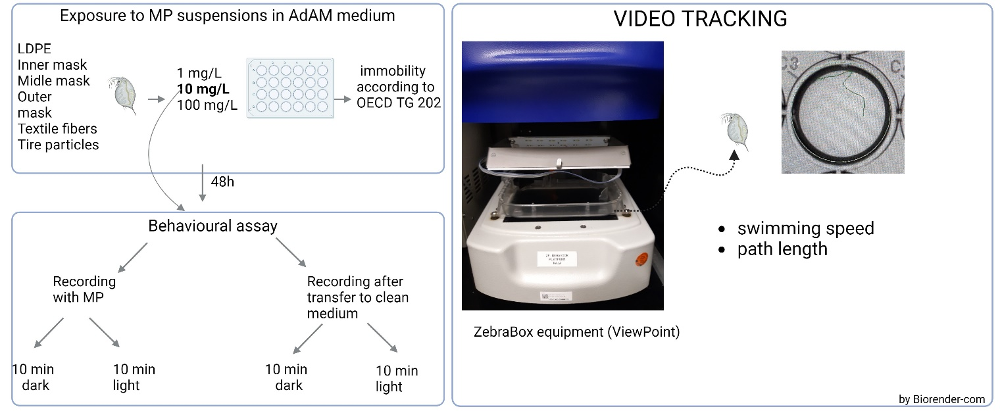 Exposure to MP suspensions in AdAM medium
LDPE
Inner mask
Midle mask
Outer
mask
Textile fibers
Tire particles
1 mg/L
10 mg/L
100 mg/L
immobility
according to
OECD TG 202
48h
Behavioural assay
Recording
with MP
Recording after
transfer to clean
medium
10 min
dark
10 min
light
10 min
dark
10 min
light
VIDEO TRACKING
ZF-BEHAVIOR
PLATFORM
BAJA
C3
swimming speed
path length
ZebraBox equipment (ViewPoint)
by Biorender-com